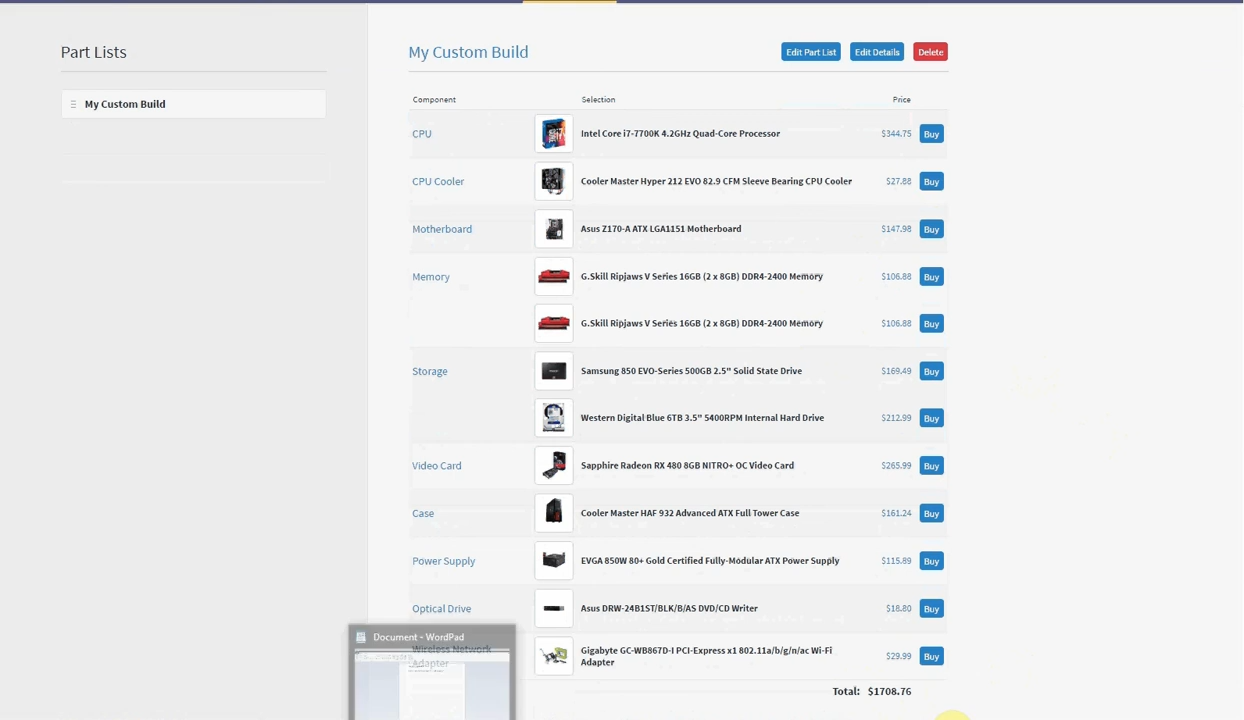 Part Lists
My Custom Build
My Custom Build
Edit Part List
Edit Details
Delete
Component Selection Price
CPU Intel Core i7-7700K 4.2GHz Quad-Core Processor $344.75 Buy
CPU Cooler Cooler Master Hyper 212 EVO 82.9 CFM Sleeve Bearing CPU Cooler $27.88 Buy
Motherboard Asus Z170-A ATX LGA1151 Motherboard $147.98 Buy
Memory G.Skill Ripjaws V Series 16GB (2 x 8GB) DDR4-2400 Memory $106.88 Buy
G.Skill Ripjaws V Series 16GB (2 x 8GB) DDR4-2400 Memory $106.88 Buy
Storage Samsung 850 EVO-Series 500GB 2.5" Solid State Drive $169.49 Buy
Western Digital Blue 6TB 3.5" 5400RPM Internal Hard Drive $212.99 Buy
Video Card Sapphire Radeon RX 480 8GB NITRO+ OC Video Card $265.99 Buy
Case Cooler Master HAF 932 Advanced ATX Full Tower Case $161.24 Buy
Power Supply EVGA 850W 80+ Gold Certified Fully-Modular ATX Power Supply $115.89 Buy
Optical Drive Asus DRW-24B1ST/BLK/B/AS DVD/CD Writer $18.80 Buy
Document - WordPad
Wireless Network
Adapter
Gigabyte GC-WB867D-I PCI-Express x1 802.11a/b/g/n/ac Wi-Fi
Adapter $29.99 Buy
Total: $1708.76